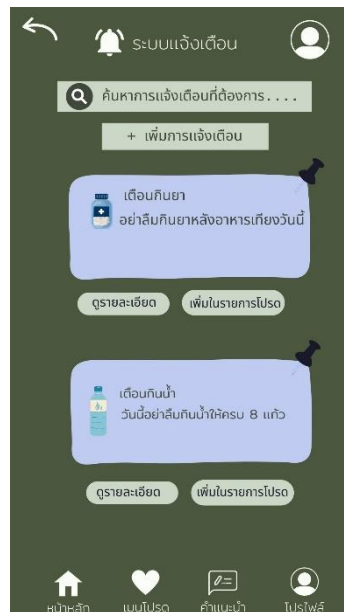 ระบบแจ้งเตือน
ค้นหาการแจ้งเตือนที่ต้องการ....
+ เพิ่มการแจ้งเตือน
เตือนกินยา
อย่าลืมกินยาหลังอาหารเที่ยงวันนี้
ดูรายละเอียด เพิ่มในรายการโปรด
เตือนกินน้ำ
วันนี้อย่าลืมกินน้ำให้ครบ 8 แก้ว
ดูรายละเอียด เพิ่มในรายการโปรด
หน้าหลัก เมนูโปรด คำแนะนำ โปรไฟล์